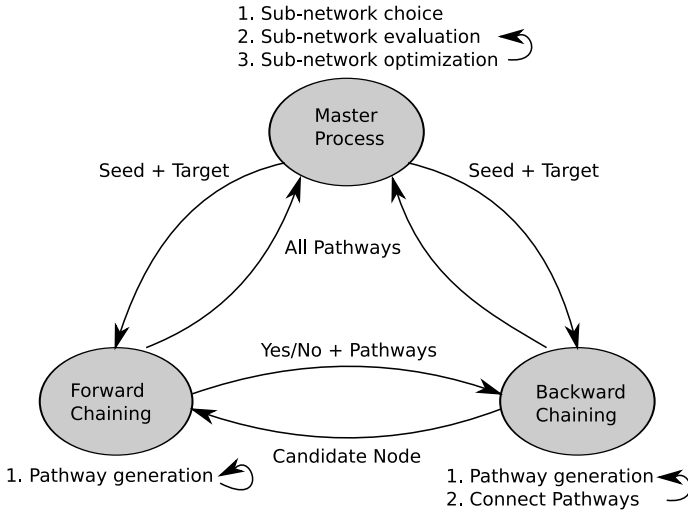 1. Sub-network choice
2. Sub-network evaluation
3. Sub-network optimization
Master
Process
Seed + Target
Seed + Target
All Pathways
Yes/No + Pathways
Forward
Chaining
Backward
Chaining
Candidate Node
1. Pathway generation
1. Pathway generation
2. Connect Pathways